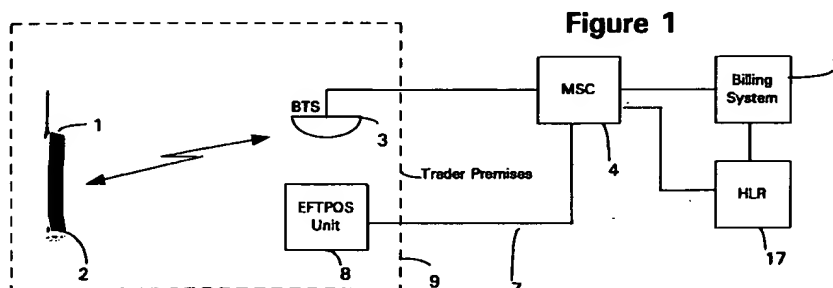 Figure 1
1
2
BTS
3
EFTPOS
Unit
8
Trader Premises
9
MSC
4
7
Billing
System
HLR
17